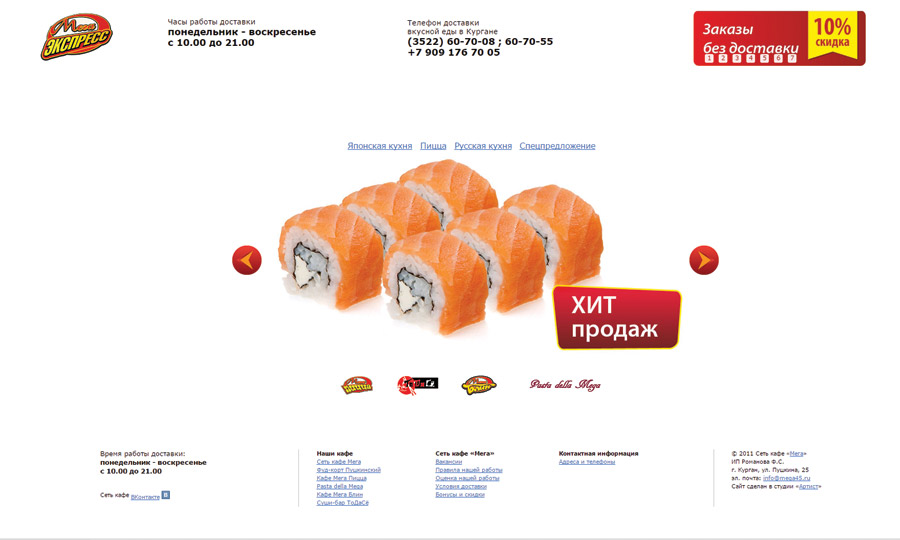 Мега
ЭКСПРЕСС
Часы работы доставки
понедельник - воскресенье
с 10.00 до 21.00
Телефон доставки
вкусной еды в Кургане
(3522) 60-70-08 ; 60-70-55
+7 909 176 70 05
Заказы
без доставки
10%
скидка
1 2 3 4 5 6 7
Японская кухня Пицца Русская кухня Спецпредложение
ХИТ
продаж
Pasta della Mega
Время работы доставки:
понедельник - воскресенье
с 10.00 до 21.00
Сеть кафе ВКонтакте
Наши кафе
Сеть кафе Мега
Фуд-корт Пушкинский
Кафе Мега Пицца
Pasta della Мега
Кафе Мега Блин
Суши-бар ТоДаСё
Сеть кафе «Мега»
Вакансии
Правила нашей работы
Оценка нашей работы
Условия доставки
Бонусы и скидки
Контактная информация
Адреса и телефоны
© 2011 Сеть кафе «Мега»
ИП Романова Ф.С.
г. Курган, ул. Пушкина, 25
эл. почта: info@mega45.ru
Сайт сделан в студии «Артист»